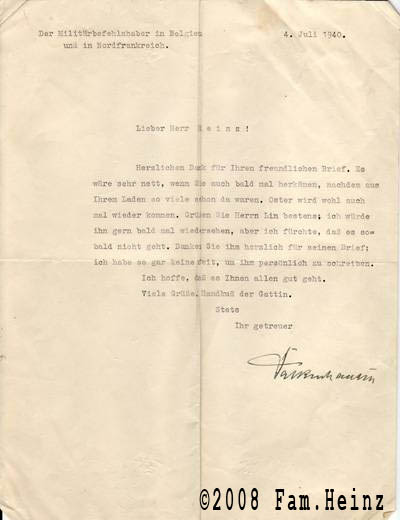 Der Militärbefehlshaber in Belgien
und in Nordfrankreich.
4. Juli 1940.
Lieber Herr H e i n z !
Herzlichen Dank für Ihren freundlichen Brief. Es
wäre sehr nett, wenn Sie auch bald mal herkämen, nachdem aus
Ihrem Laden so viele schon da waren. Oster wird wohl auch
mal wieder kommen. Grüßen Sie Herrn Lin bestens; ich würde
ihn gern bald mal wiedersehen, aber ich fürchte, daß es so=
bald nicht geht. Danken Sie ihm herzlich für seinen Brief;
ich habe so gar keine Zeit, um ihm persönlich zu schreiben.
Ich hoffe, daß es Ihnen allen gut geht.
Viele Grüße, Handkuß der Gattin.
Stets
Ihr getreuer
Falkenhausen
©2008 Fam.Heinz